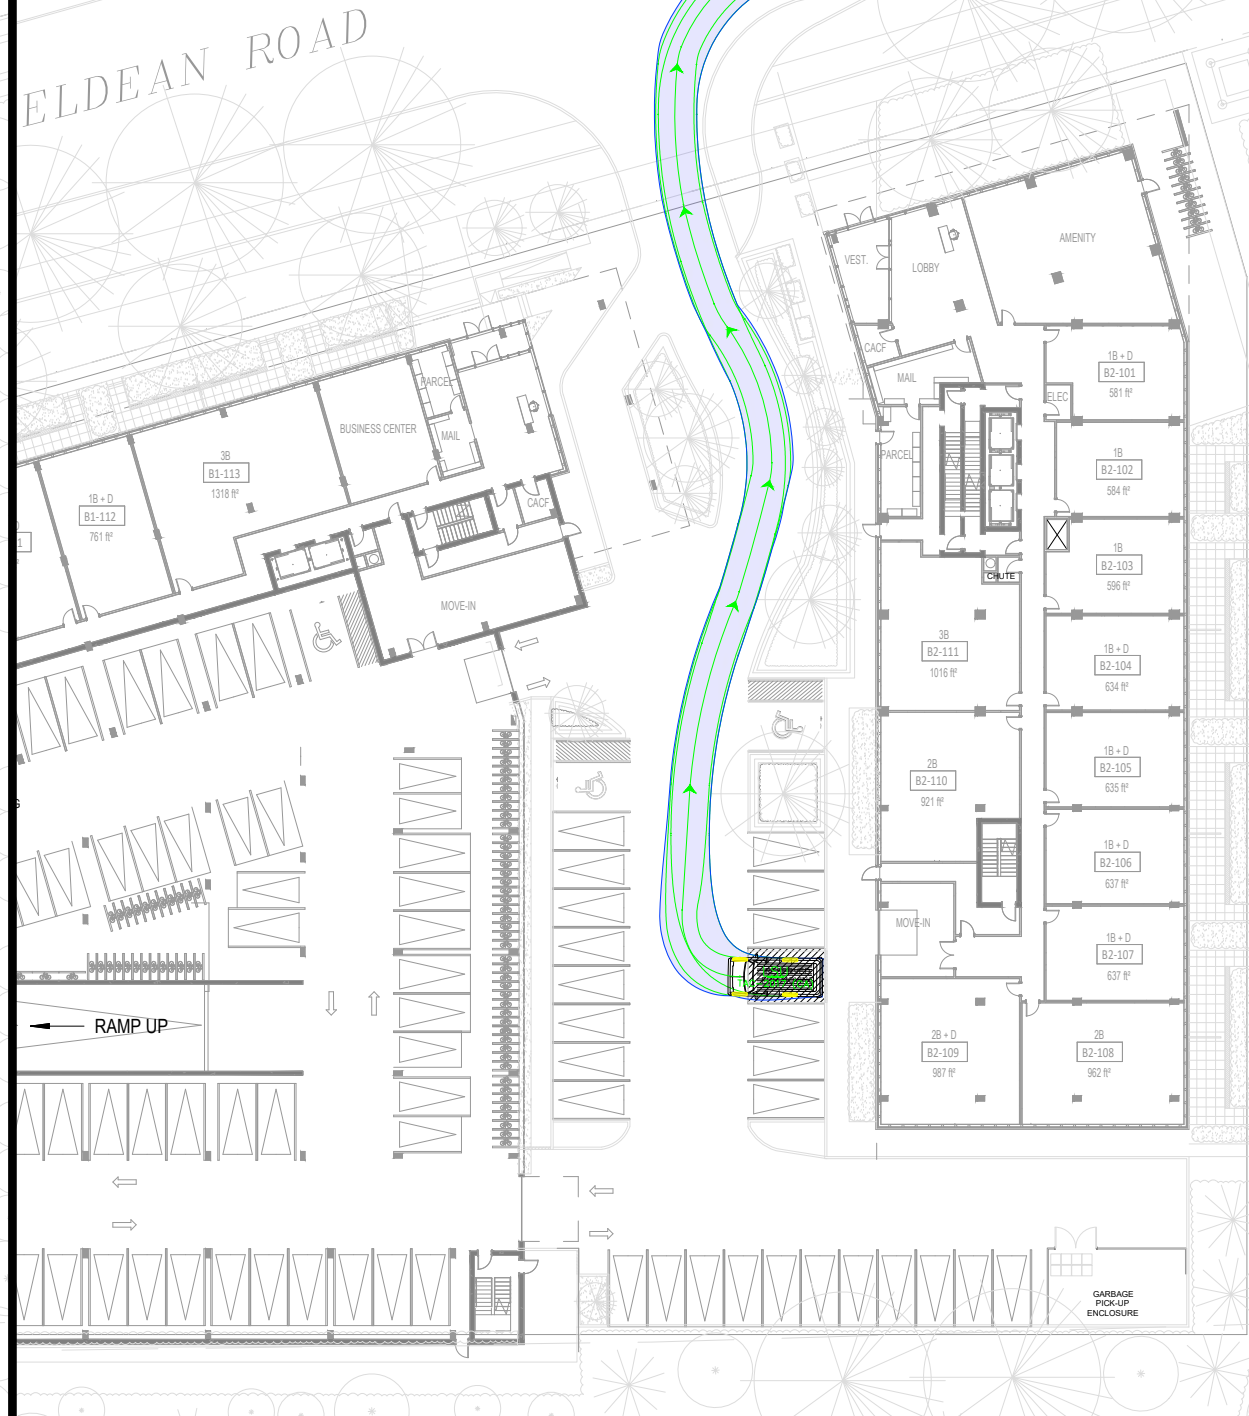 ELDEAN ROAD
AMENITY
VEST.
LOBBY
CACF
MAIL
PARCEL
ELEC
1B + D
B2-101
581 ft²
1B
B2-102
584 ft²
1B
B2-103
596 ft²
CHUTE
3B
B2-111
1016 ft²
1B + D
B2-104
634 ft²
1B + D
B2-105
635 ft²
2B
B2-110
921 ft²
1B + D
B2-106
637 ft²
MOVE-IN
1B + D
B2-107
637 ft²
2B + D
B2-109
987 ft²
2B
B2-108
962 ft²
PARCEL
BUSINESS CENTER
MAIL
CACF
3B
B1-113
1318 ft²
1B + D
B1-112
761 ft²
1
MOVE-IN
G
RAMP UP
GARBAGE
PICK-UP
ENCLOSURE